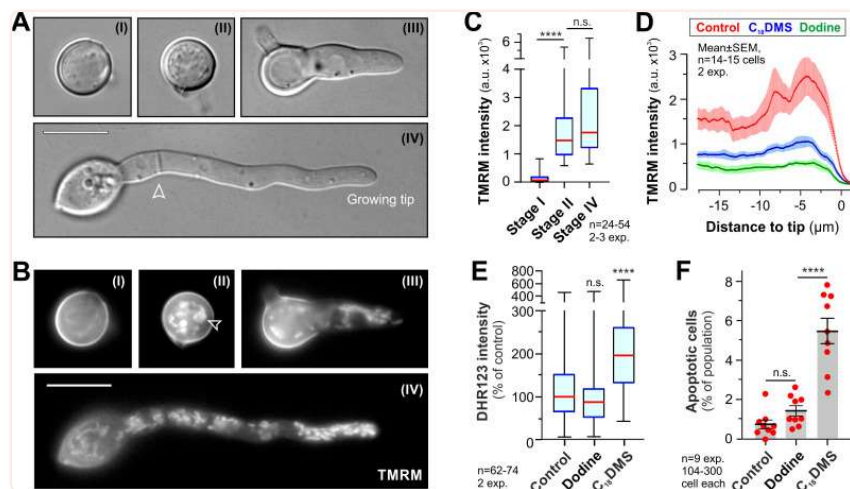 A
(I)
(II)
(III)
(IV)
Growing tip
B
(I)
(II)
(III)
(IV)
TMRM
C
n.s.
****
TMRM intensity (a.u. x10³)
6
4
2
1
0
Stage I
Stage II
Stage IV
n=24-54
2-3 exp.
D
Control C₁₈DMS Dodine
Mean±SEM,
n=14-15 cells
2 exp.
TMRM intensity (a.u. x10³)
3
2
1
0
-15
-10
-5
0
Distance to tip (µm)
E
DHR123 intensity
(% of control)
800
600
400
300
200
100
0
n.s.
****
Control
Dodine
C₁₈DMS
n=62-74
2 exp.
F
Apoptotic cells
(% of population)
8
6
4
2
0
n.s.
****
Control
Dodine
C₁₈DMS
n=9 exp.
104-300
cell each